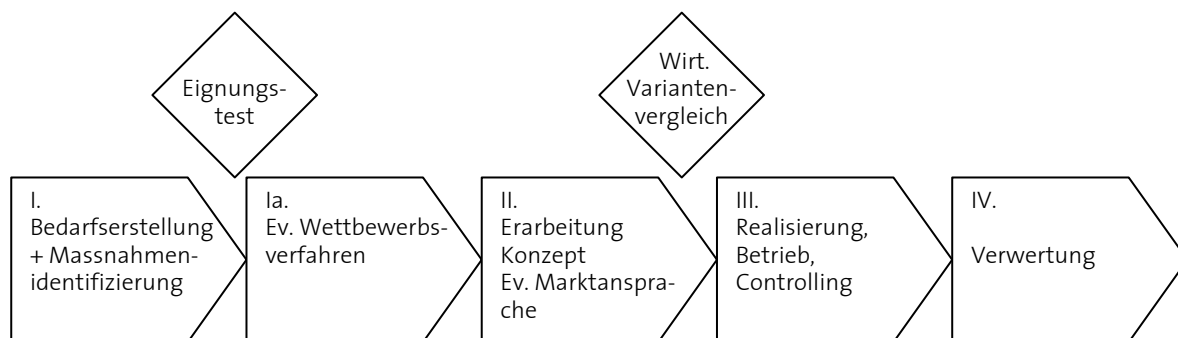 Eignungs-
test
Wirt.
Varianten-
vergleich
I.
Bedarfserstellung
+ Massnahmen-
identifizierung
Ia.
Ev. Wettbewerbs-
verfahren
II.
Erarbeitung
Konzept
Ev. Marktanspra-
che
III.
Realisierung,
Betrieb,
Controlling
IV.
Verwertung